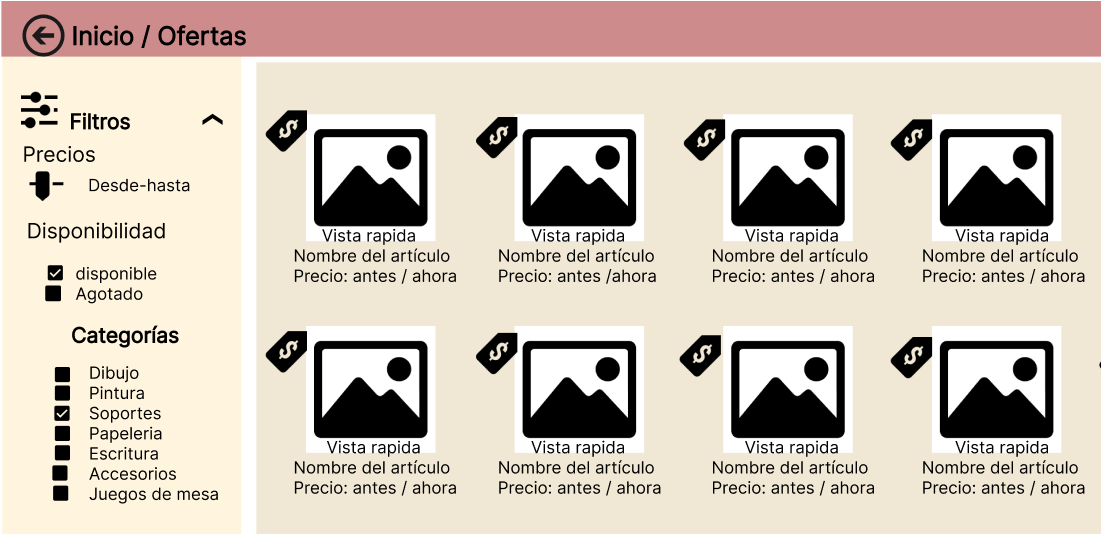 Inicio / Ofertas
Filtros
Precios
Desde-hasta
Disponibilidad
disponible
Agotado
Categorías
Dibujo
Pintura
Soportes
Papeleria
Escritura
Accesorios
Juegos de mesa
$ $ $ $
Vista rapida Vista rapida Vista rapida Vista rapida
Nombre del artículo Nombre del artículo Nombre del artículo Nombre del artículo
Precio: antes / ahora Precio: antes /ahora Precio: antes / ahora Precio: antes / ahora
$ $ $ $
Vista rapida Vista rapida Vista rapida Vista rapida
Nombre del artículo Nombre del artículo Nombre del artículo Nombre del artículo
Precio: antes / ahora Precio: antes / ahora Precio: antes / ahora Precio: antes / ahora